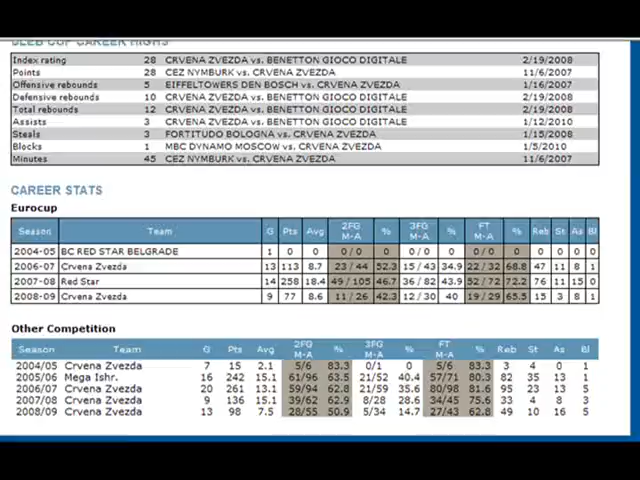 ULEB CUP CAREER HIGHS
Index rating 28 CRVENA ZVEZDA vs. BENETTON GIOCO DIGITALE 2/19/2008
Points 28 CEZ NYMBURK vs. CRVENA ZVEZDA 11/6/2007
Offensive rebounds 5 EIFFELTOWERS DEN BOSCH vs. CRVENA ZVEZDA 1/16/2007
Defensive rebounds 10 CRVENA ZVEZDA vs. BENETTON GIOCO DIGITALE 2/19/2008
Total rebounds 12 CRVENA ZVEZDA vs. BENETTON GIOCO DIGITALE 2/19/2008
Assists 3 CRVENA ZVEZDA vs. BENETTON GIOCO DIGITALE 1/12/2010
Steals 3 FORTITUDO BOLOGNA vs. CRVENA ZVEZDA 1/15/2008
Blocks 1 MBC DYNAMO MOSCOW vs. CRVENA ZVEZDA 1/5/2010
Minutes 45 CEZ NYMBURK vs. CRVENA ZVEZDA 11/6/2007
CAREER STATS
Eurocup
Season Team G Pts Avg 2FG M-A % 3FG M-A % FT M-A % Reb St As Bl
2004-05 BC RED STAR BELGRADE 1 0 0 0 / 0 0 0 / 0 0 0 / 0 0 0 0 0 0
2006-07 Crvena Zvezda 13 113 8.7 23 / 44 52.3 15 / 43 34.9 22 / 32 68.8 47 11 8 1
2007-08 Red Star 14 258 18.4 49 / 105 46.7 36 / 82 43.9 52 / 72 72.2 76 11 15 0
2008-09 Crvena Zvezda 9 77 8.6 11 / 26 42.3 12 / 30 40 19 / 29 65.5 15 3 8 1
Other Competition
Season Team G Pts Avg 2FG M-A % 3FG M-A % FT M-A % Reb St As Bl
2004/05 Crvena Zvezda 7 15 2.1 5/6 83.3 0/1 0 5/6 83.3 3 4 0 1
2005/06 Mega Ishr. 16 242 15.1 61/96 63.5 21/52 40.4 57/71 80.3 82 35 13 1
2006/07 Crvena Zvezda 20 261 13.1 59/94 62.8 21/57 36.8 80/98 81.6 95 23 13 5
2007/08 Crvena Zvezda 9 136 15.1 39/62 62.9 8/28 28.6 34/45 75.6 33 4 8 3
2008/09 Crvena Zvezda 13 98 7.5 28/55 50.9 5/34 14.7 27/43 62.8 49 10 16 5